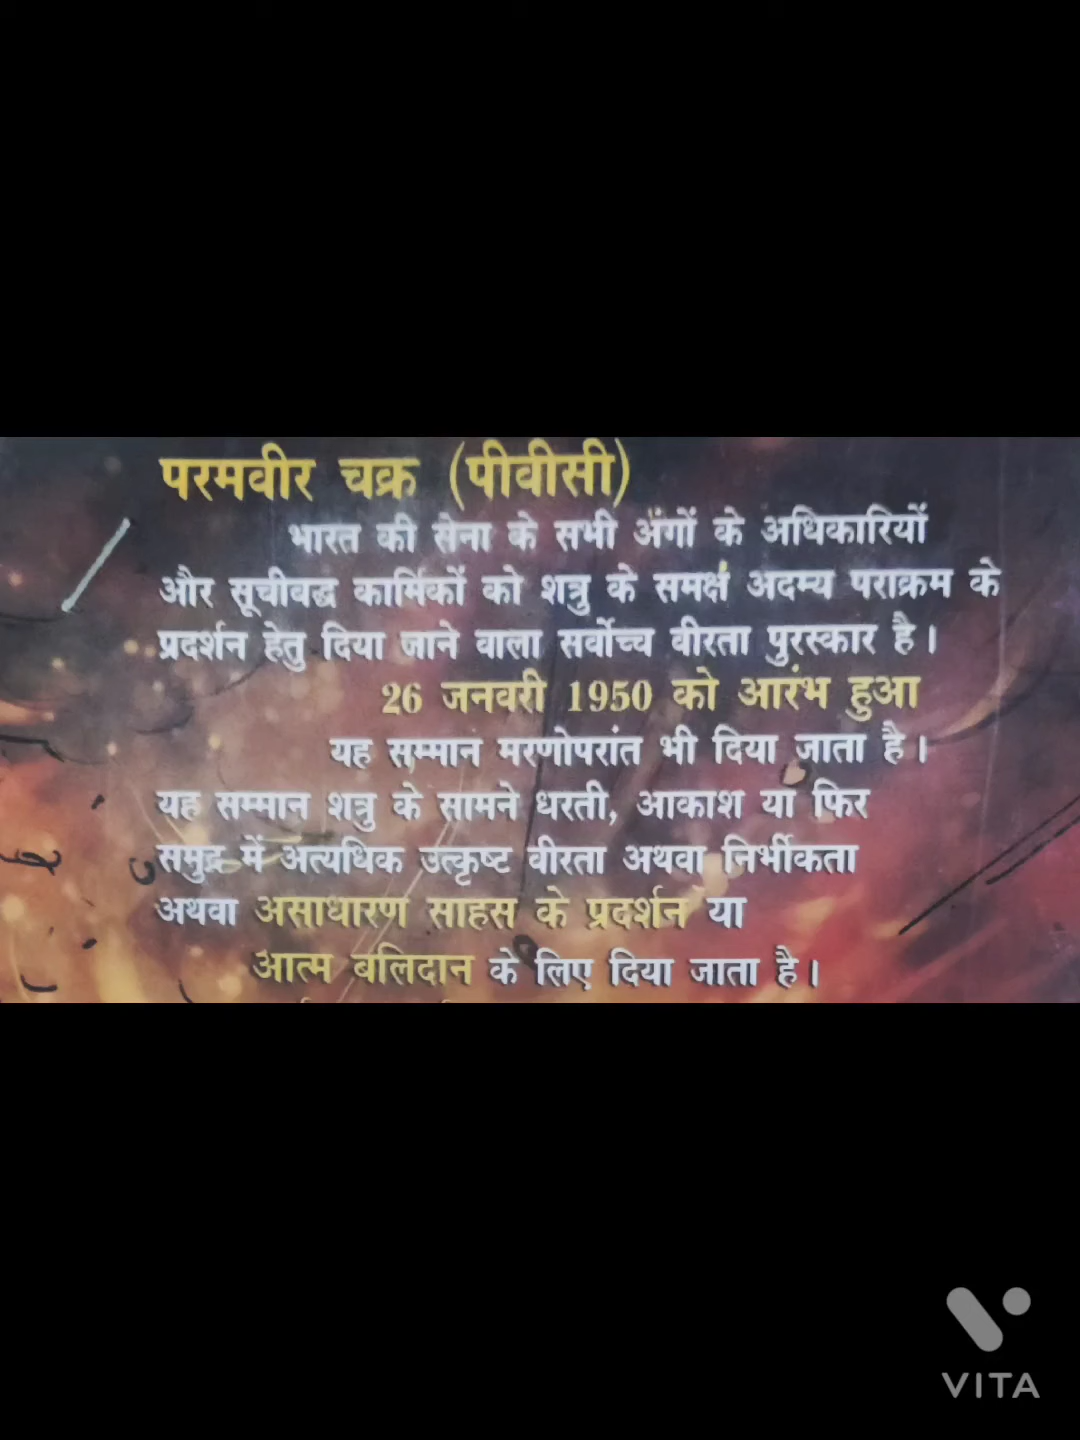 परमवीर चक्र (पीवीसी)
भारत की सेना के सभी अंगों के अधिकारियों
और सूचीबद्ध कार्मिकों को शत्रु के समक्ष अदम्य पराक्रम के
प्रदर्शन हेतु दिया जाने वाला सर्वोच्च वीरता पुरस्कार है।
26 जनवरी 1950 को आरंभ हुआ
यह सम्मान मरणोपरांत भी दिया जाता है।
यह सम्मान शत्रु के सामने धरती, आकाश या फिर
समुद्र में अत्यधिक उत्कृष्ट वीरता अथवा निर्भीकता
अथवा असाधारण साहस के प्रदर्शन या
आत्म बलिदान के लिए दिया जाता है।
VITA